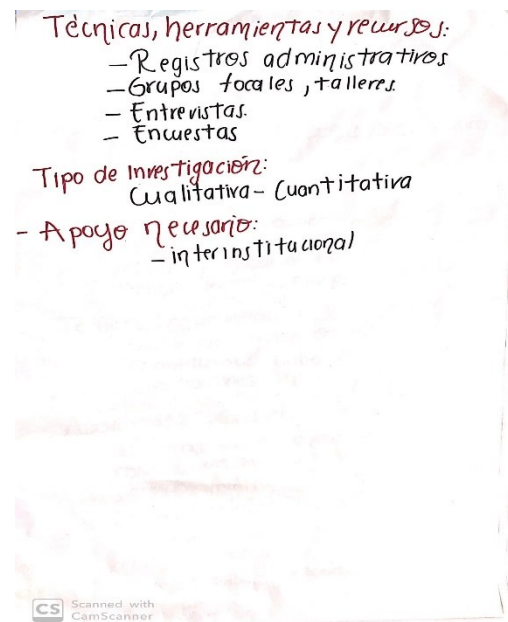 Técnicas, herramientas y recursos:
- Registros administrativos
- Grupos focales, talleres.
- Entrevistas.
- Encuestas
Tipo de Investigación:
Cualitativa - Cuantitativa
- Apoyo necesario:
- interinstitucional
CS Scanned with
CamScanner